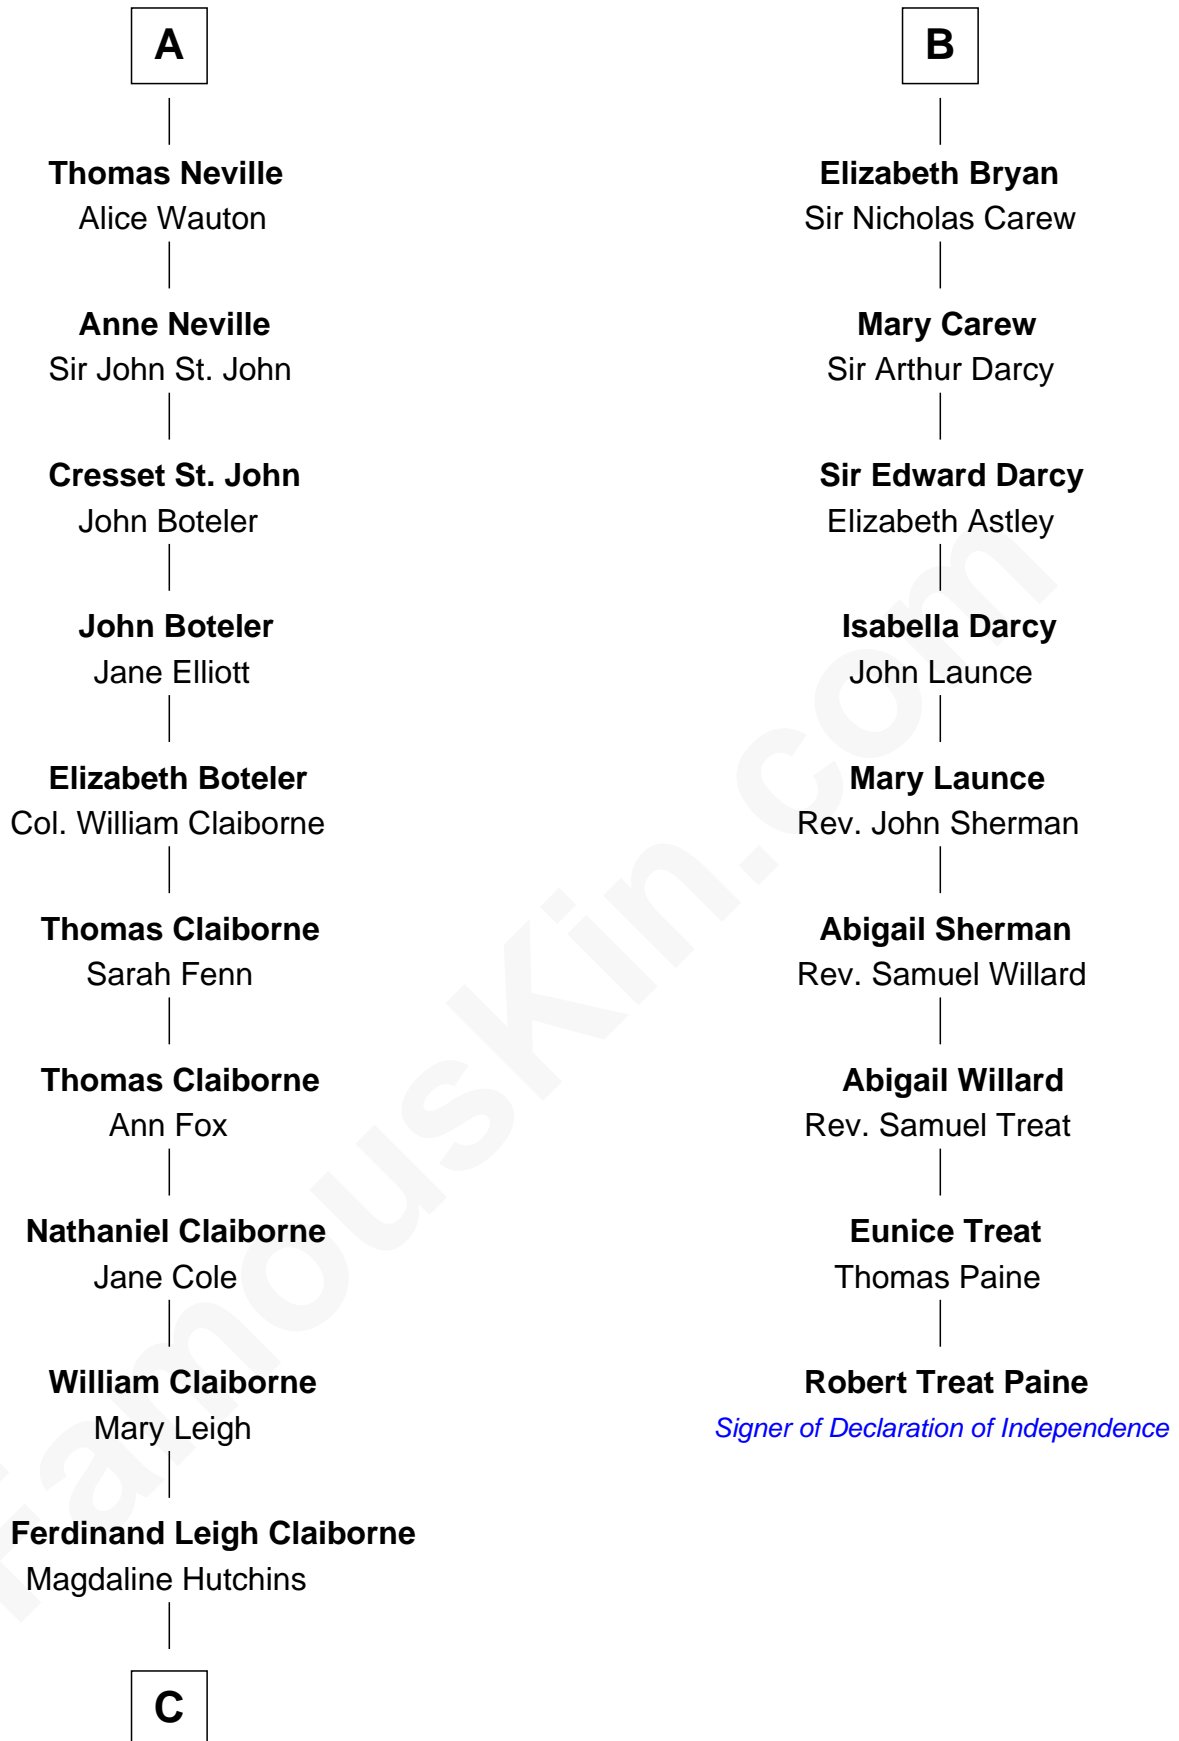 A
Thomas Neville
Alice Wauton
Anne Neville
Sir John St. John
Cresset St. John
John Boteler
John Boteler
Jane Elliott
Elizabeth Boteler
Col. William Claiborne
Thomas Claiborne
Sarah Fenn
Thomas Claiborne
Ann Fox
Nathaniel Claiborne
Jane Cole
William Claiborne
Mary Leigh
Ferdinand Leigh Claiborne
Magdaline Hutchins
C
B
Elizabeth Bryan
Sir Nicholas Carew
Mary Carew
Sir Arthur Darcy
Sir Edward Darcy
Elizabeth Astley
Isabella Darcy
John Launce
Mary Launce
Rev. John Sherman
Abigail Sherman
Rev. Samuel Willard
Abigail Willard
Rev. Samuel Treat
Eunice Treat
Thomas Paine
Robert Treat Paine
Signer of Declaration of Independence
FamousKin.com